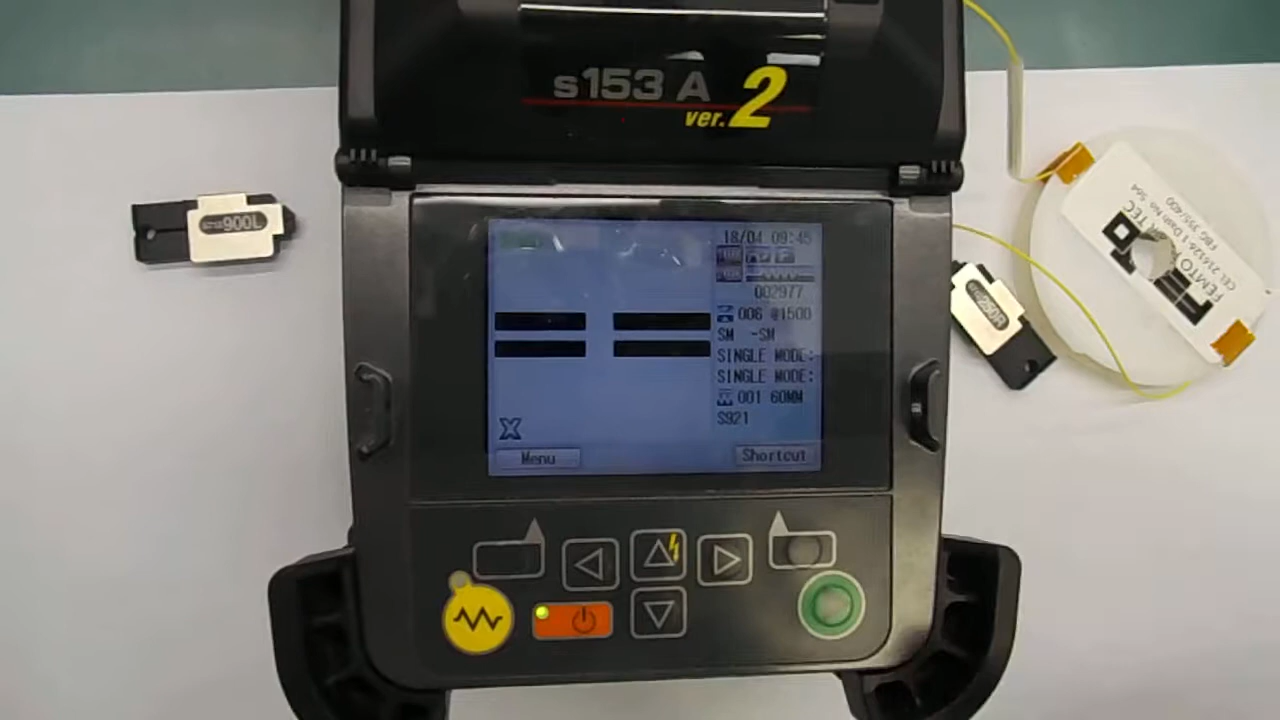 s153 A
ver.2
900L
18/04 09:45
002977
006 @1500
SM -SM
SINGLE MODE:
SINGLE MODE:
001 60MM
S921
X
Menu
Shortcut
250R
FEMTO
TEC